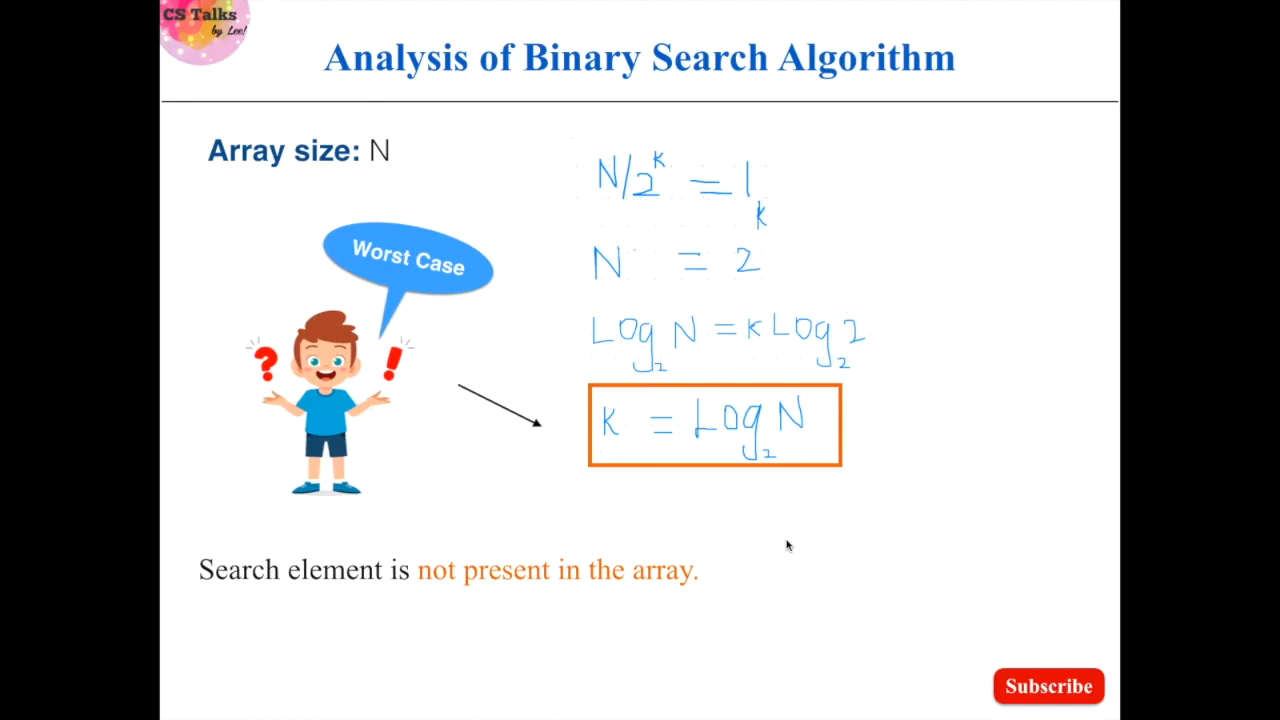 CS Talks
by Lee!
Analysis of Binary Search Algorithm
Array size: N
N/2^k = 1
N = 2^k
Worst Case
Log₂ N = K Log₂ 2
? !
K = Log₂ N
Search element is not present in the array.
Subscribe